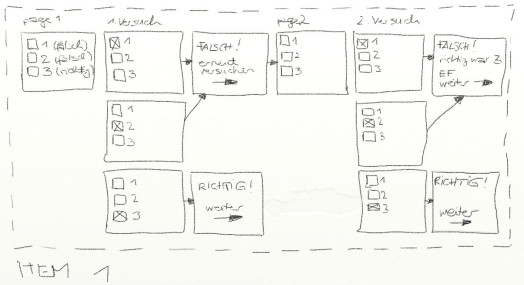 page 1
1. Versuch
page 2
2. Versuch
1 (falsch)
2 (falsch)
3 (richtig)
1
2
3
FALSCH!
erneut
versuchen
1
2
3
1
2
3
FALSCH!
richtig war 3
EF
weiter
1
2
3
1
2
3
1
2
3
RICHTIG!
weiter
1
2
3
RICHTIG!
weiter
ITEM 1